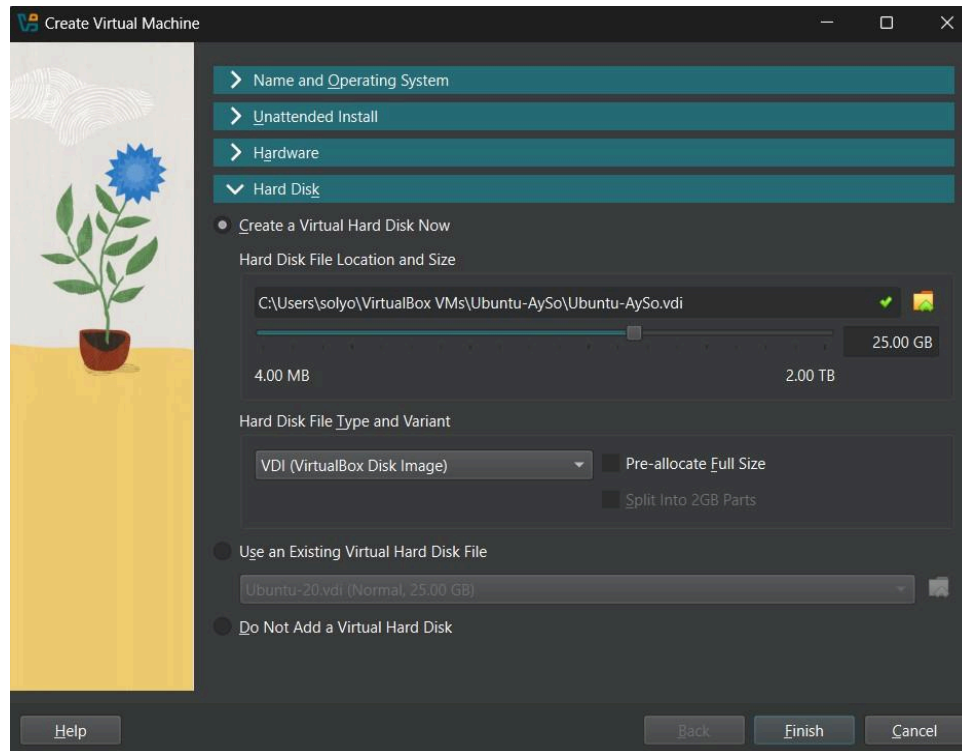 Create Virtual Machine
Name and Operating System
Unattended Install
Hardware
Hard Disk
Create a Virtual Hard Disk Now
Hard Disk File Location and Size
C:\Users\solyo\VirtualBox VMs\Ubuntu-AySo\Ubuntu-AySo.vdi
25.00 GB
4.00 MB 2.00 TB
Hard Disk File Type and Variant
VDI (VirtualBox Disk Image) Pre-allocate Full Size
Split Into 2GB Parts
Use an Existing Virtual Hard Disk File
Ubuntu-20.vdi (Normal, 25.00 GB)
Do Not Add a Virtual Hard Disk
Help Back Finish Cancel